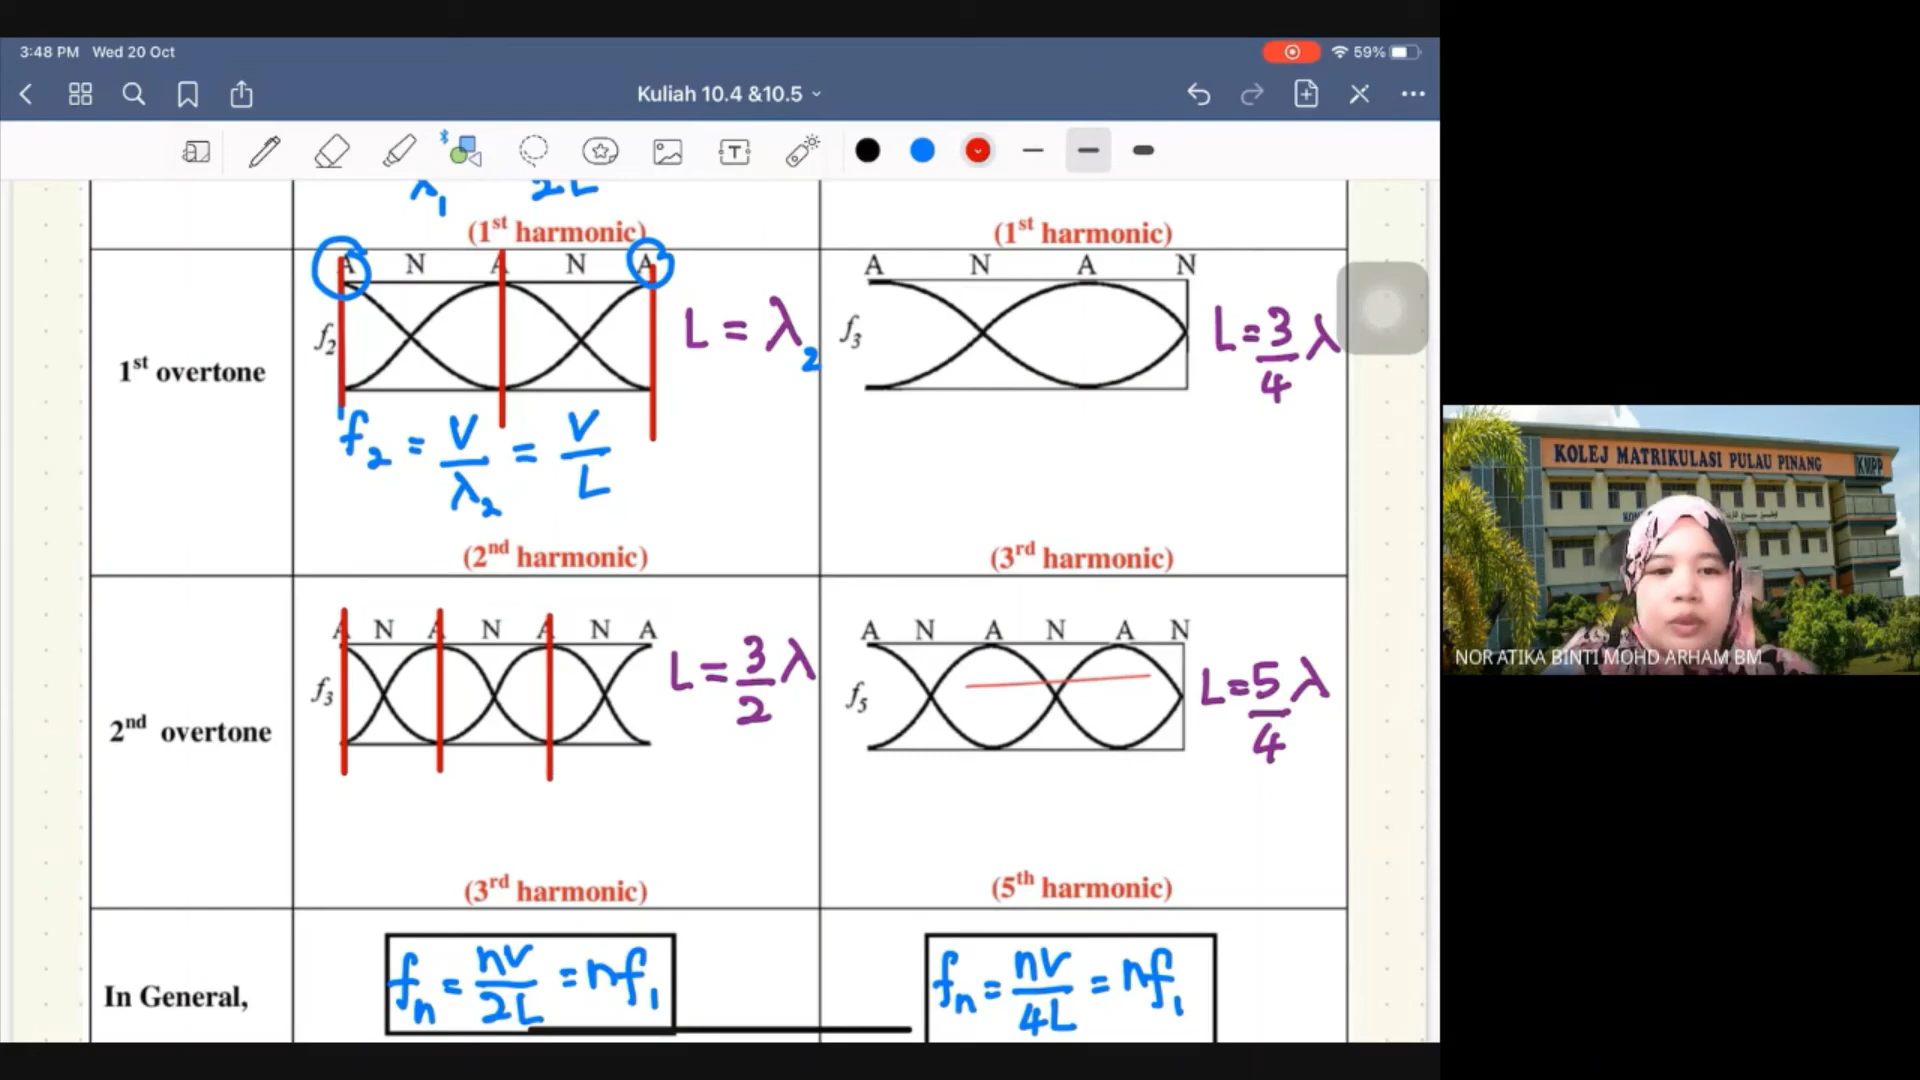 3:48 PM Wed 20 Oct
59%
Kuliah 10.4 &10.5
λ1 2L
(1st harmonic)
(1st harmonic)
1st overtone
A N A N A
f2
L = λ2
f2 = V/λ2 = V/L
(2nd harmonic)
A N A N
f3
L = 3/4 λ
(3rd harmonic)
2nd overtone
A N A N A N A
f3
L = 3/2 λ
(3rd harmonic)
A N A N A N
f5
L = 5/4 λ
(5th harmonic)
In General,
fn = nV/2L = nf1
fn = nV/4L = nf1
KOLEJ MATRIKULASI PULAU PINANG KMPP
NOR ATIKA BINTI MOHD ARHAM BM